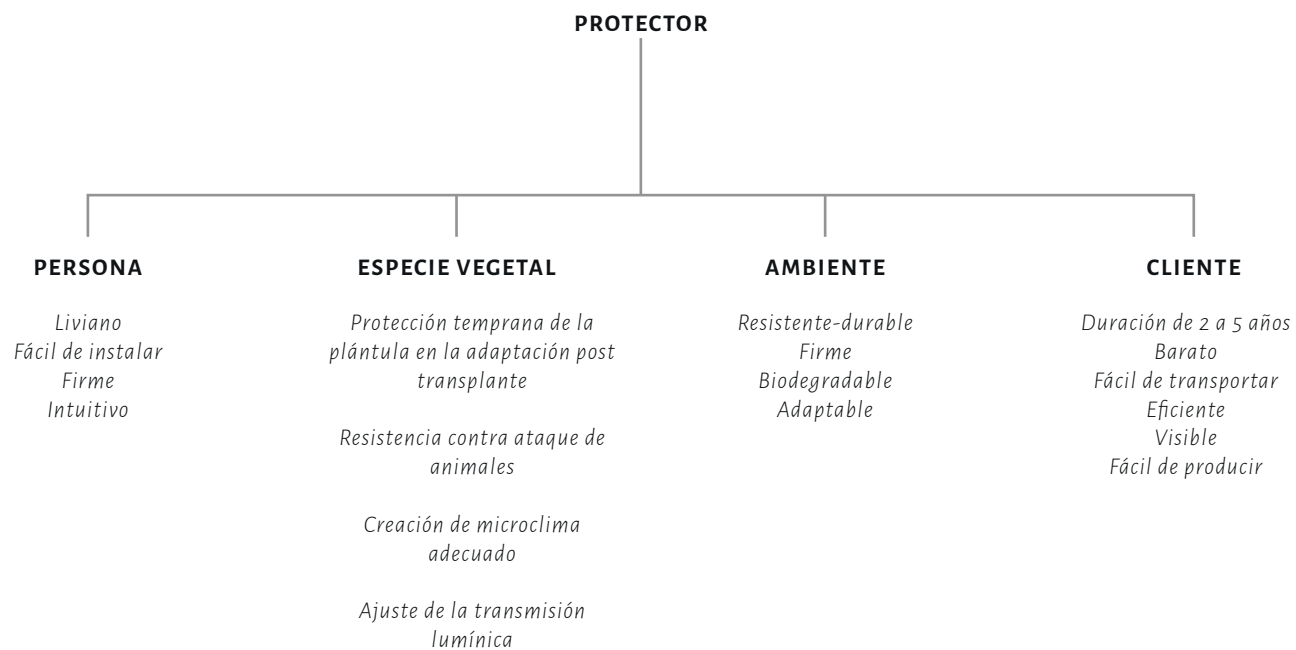 PROTECTOR
PERSONA
Liviano
Fácil de instalar
Firme
Intuitivo
ESPECIE VEGETAL
Protección temprana de la
plántula en la adaptación post
transplante
Resistencia contra ataque de
animales
Creación de microclima
adecuado
Ajuste de la transmisión
lumínica
AMBIENTE
Resistente-durable
Firme
Biodegradable
Adaptable
CLIENTE
Duración de 2 a 5 años
Barato
Fácil de transportar
Eficiente
Visible
Fácil de producir